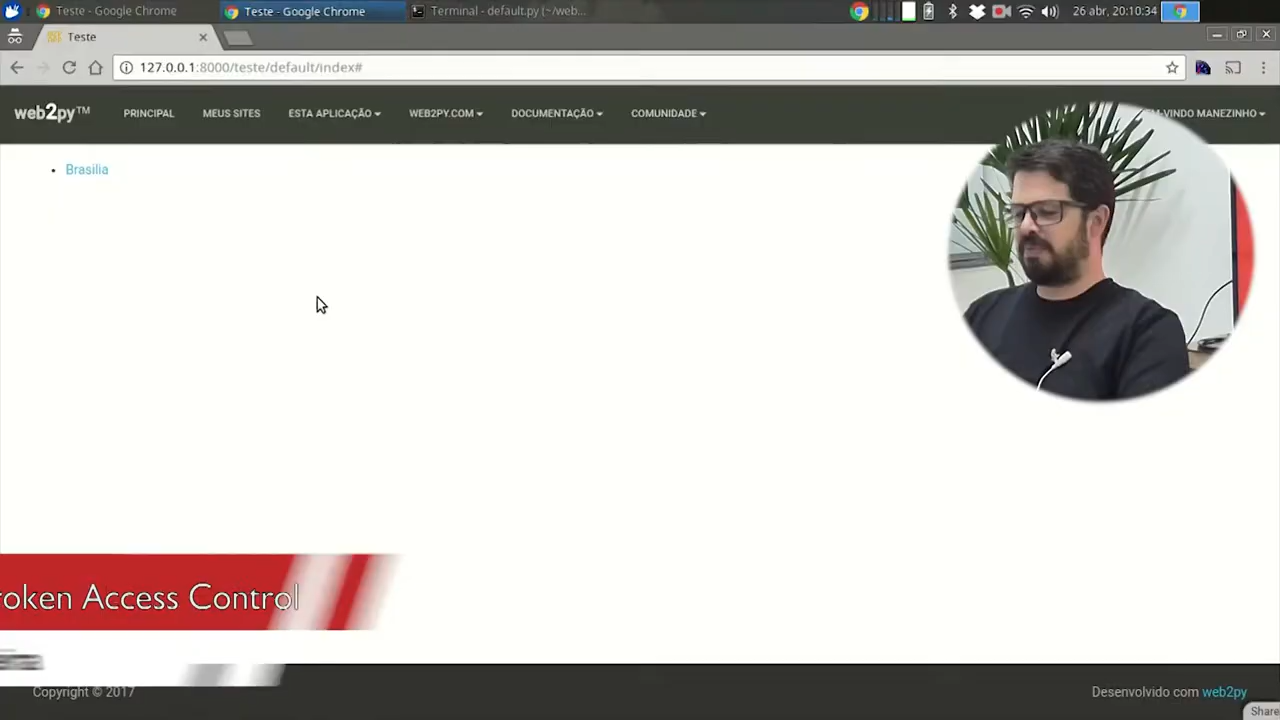 Teste - Google Chrome
Teste - Google Chrome
Terminal - default.py (~/web...
26 abr, 20:10:34
Teste
127.0.0.1:8000/teste/default/index#
web2py™
PRINCIPAL
MEUS SITES
ESTA APLICAÇÃO
WEB2PY.COM
DOCUMENTAÇÃO
COMUNIDADE
VINDO MANEZINHO
Brasilia
roken Access Control
Copyright © 2017
Desenvolvido com web2py
Share